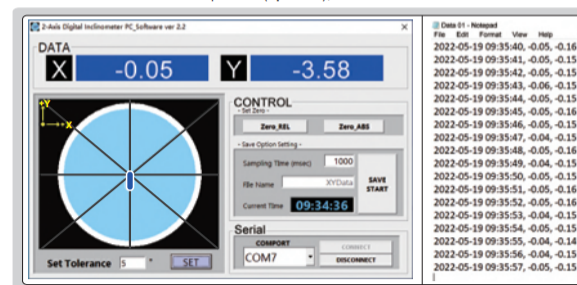 2-Axis Digital Inclinometer PC_Software ver 2.2
DATA
X -0.05 Y -3.58
+Y
+X
Set Tolerance 5 ° SET
CONTROL
- Set Zero -
Zero_REL Zero_ABS
- Save Option Setting -
Sampling Time (msec) 1000
File Name XYData
Current Time 09:34:36
SAVE
START
Serial
COMPORT
COM7
CONNECT
DISCONNECT
Data 01 - Notepad
File Edit Format View Help
2022-05-19 09:35:40, -0.05, -0.16
2022-05-19 09:35:41, -0.05, -0.15
2022-05-19 09:35:42, -0.05, -0.15
2022-05-19 09:35:43, -0.06, -0.15
2022-05-19 09:35:44, -0.05, -0.15
2022-05-19 09:35:45, -0.05, -0.16
2022-05-19 09:35:46, -0.05, -0.15
2022-05-19 09:35:47, -0.04, -0.15
2022-05-19 09:35:48, -0.05, -0.16
2022-05-19 09:35:49, -0.04, -0.15
2022-05-19 09:35:50, -0.05, -0.15
2022-05-19 09:35:51, -0.05, -0.16
2022-05-19 09:35:52, -0.05, -0.16
2022-05-19 09:35:53, -0.04, -0.15
2022-05-19 09:35:54, -0.05, -0.15
2022-05-19 09:35:55, -0.04, -0.14
2022-05-19 09:35:56, -0.04, -0.15
2022-05-19 09:35:57, -0.05, -0.15